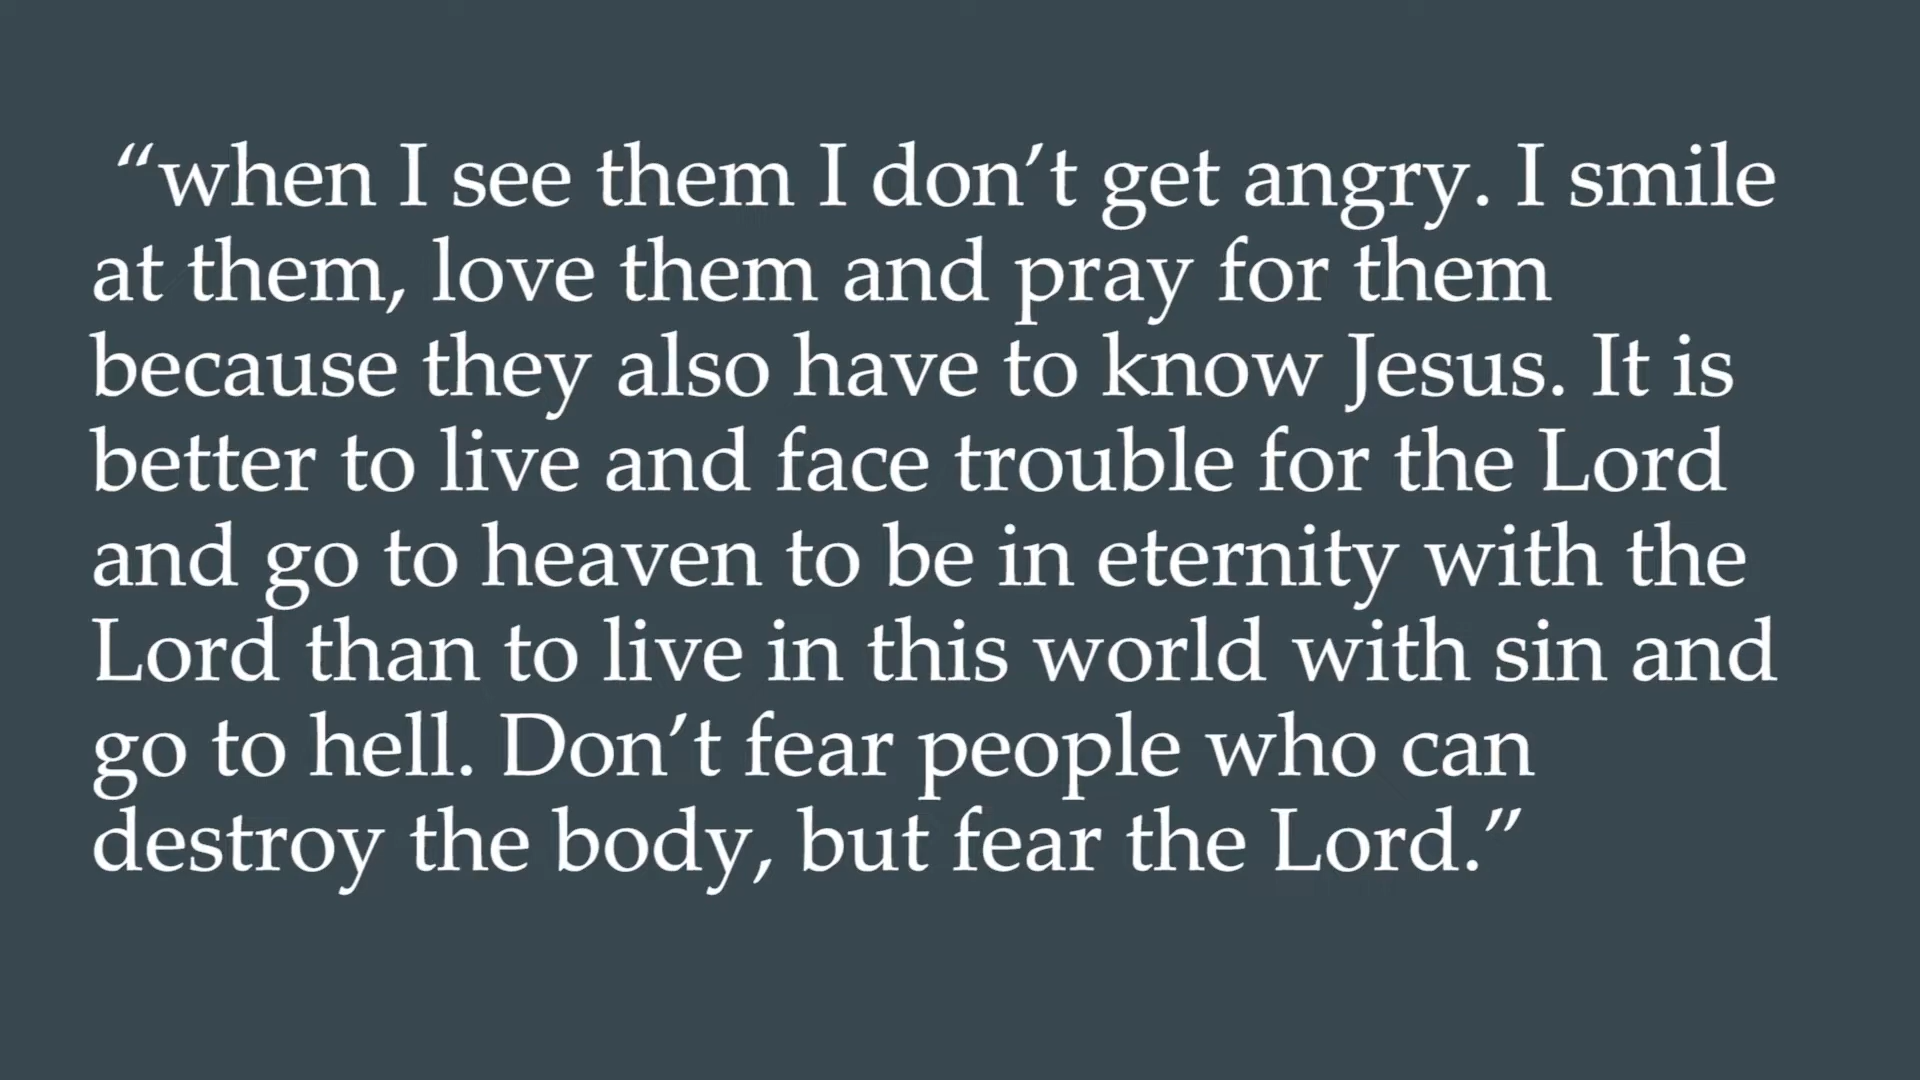 “when I see them I don’t get angry. I smile
at them, love them and pray for them
because they also have to know Jesus. It is
better to live and face trouble for the Lord
and go to heaven to be in eternity with the
Lord than to live in this world with sin and
go to hell. Don’t fear people who can
destroy the body, but fear the Lord.”